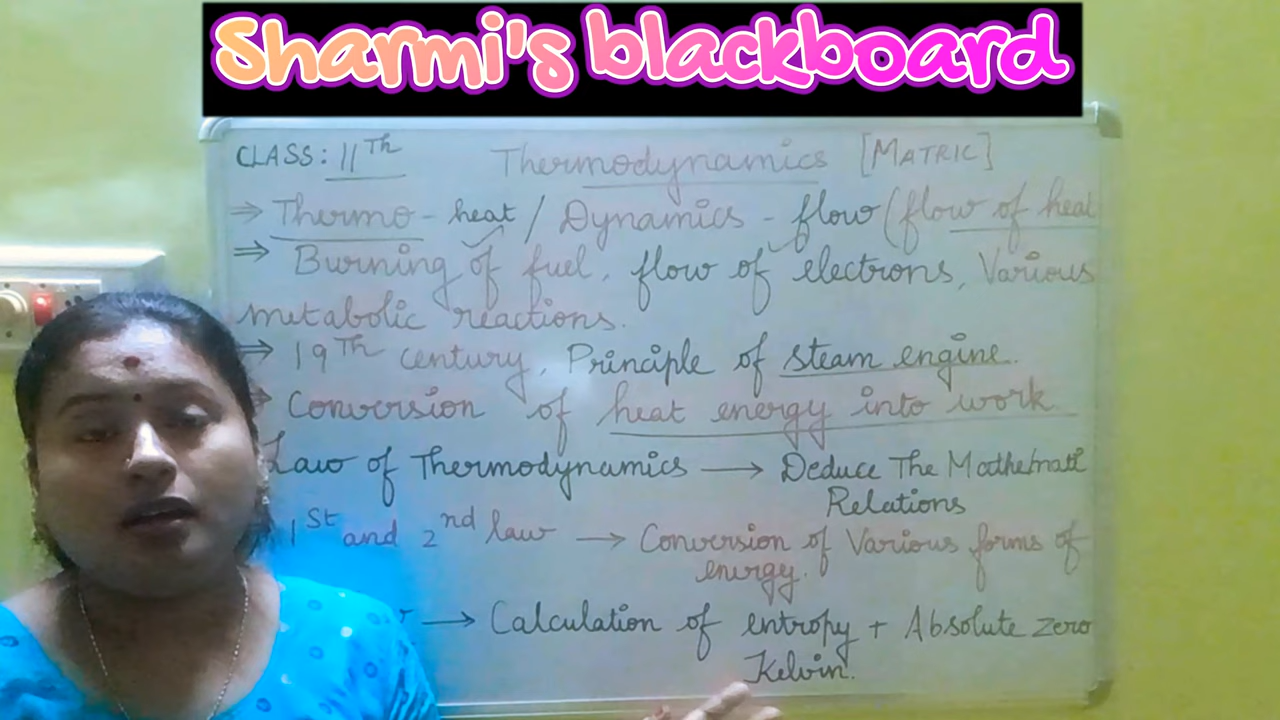 Sharmi's blackboard
CLASS: 11Th Thermodynamics [MATRIC]
⇒ Thermo - heat / Dynamics - flow (flow of heat
⇒ Burning of fuel, flow of electrons, Various
metabolic reactions.
⇒ 19Th century, Principle of steam engine.
⇒ Conversion of heat energy into work
Law of Thermodynamics → Deduce The
Relations
1St and 2nd law → Conversion of Various forms of
energy.
→ Calculation of entropy + Absolute zero
Kelvin.